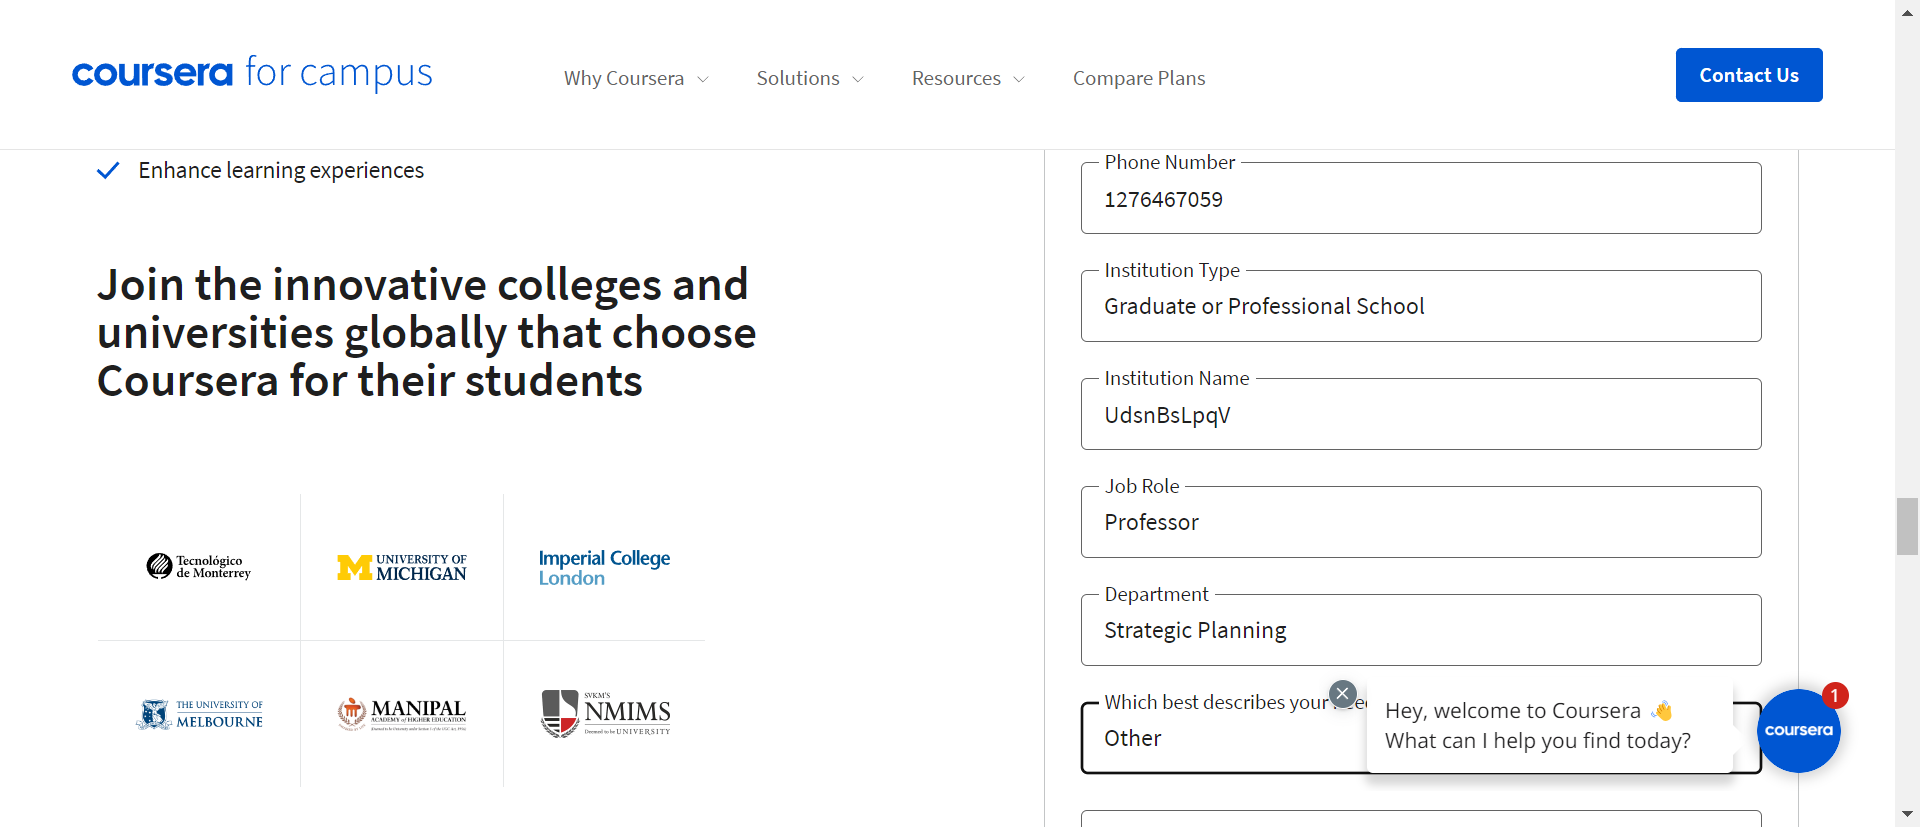 coursera for campus
Why Coursera
Solutions
Resources
Compare Plans
Contact Us
Enhance learning experiences
Join the innovative colleges and
universities globally that choose
Coursera for their students
Tecnológico
de Monterrey
UNIVERSITY OF
MICHIGAN
Imperial College
London
THE UNIVERSITY OF
MELBOURNE
MANIPAL
ACADEMY of HIGHER EDUCATION
SVKM'S
NMIMS
Deemed to be UNIVERSITY
Phone Number
1276467059
Institution Type
Graduate or Professional School
Institution Name
UdsnBsLpqV
Job Role
Professor
Department
Strategic Planning
Which best describes your
Other
Hey, welcome to Coursera 👋
What can I help you find today?
coursera
1